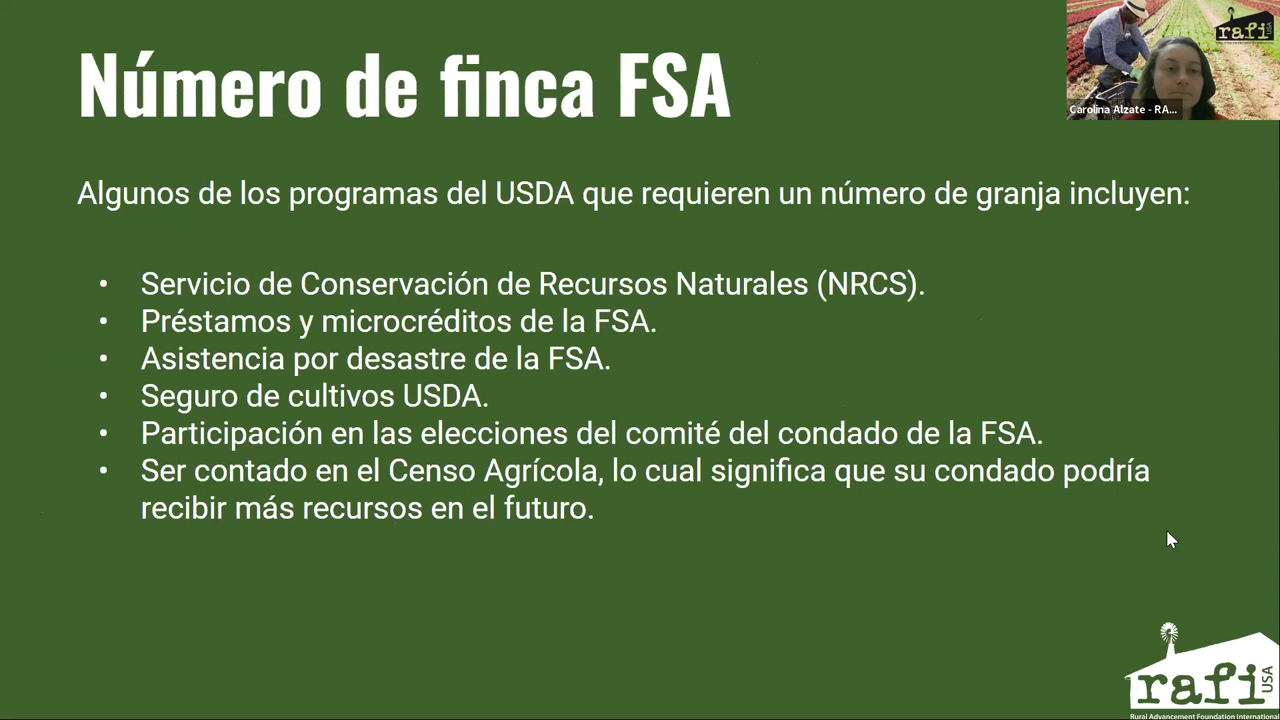 Número de finca FSA
rafi
USA
Carolina Alzate - RA...
Algunos de los programas del USDA que requieren un número de granja incluyen:
• Servicio de Conservación de Recursos Naturales (NRCS).
• Préstamos y microcréditos de la FSA.
• Asistencia por desastre de la FSA.
• Seguro de cultivos USDA.
• Participación en las elecciones del comité del condado de la FSA.
• Ser contado en el Censo Agrícola, lo cual significa que su condado podría
recibir más recursos en el futuro.
rafi
USA
Rural Advancement Foundation International